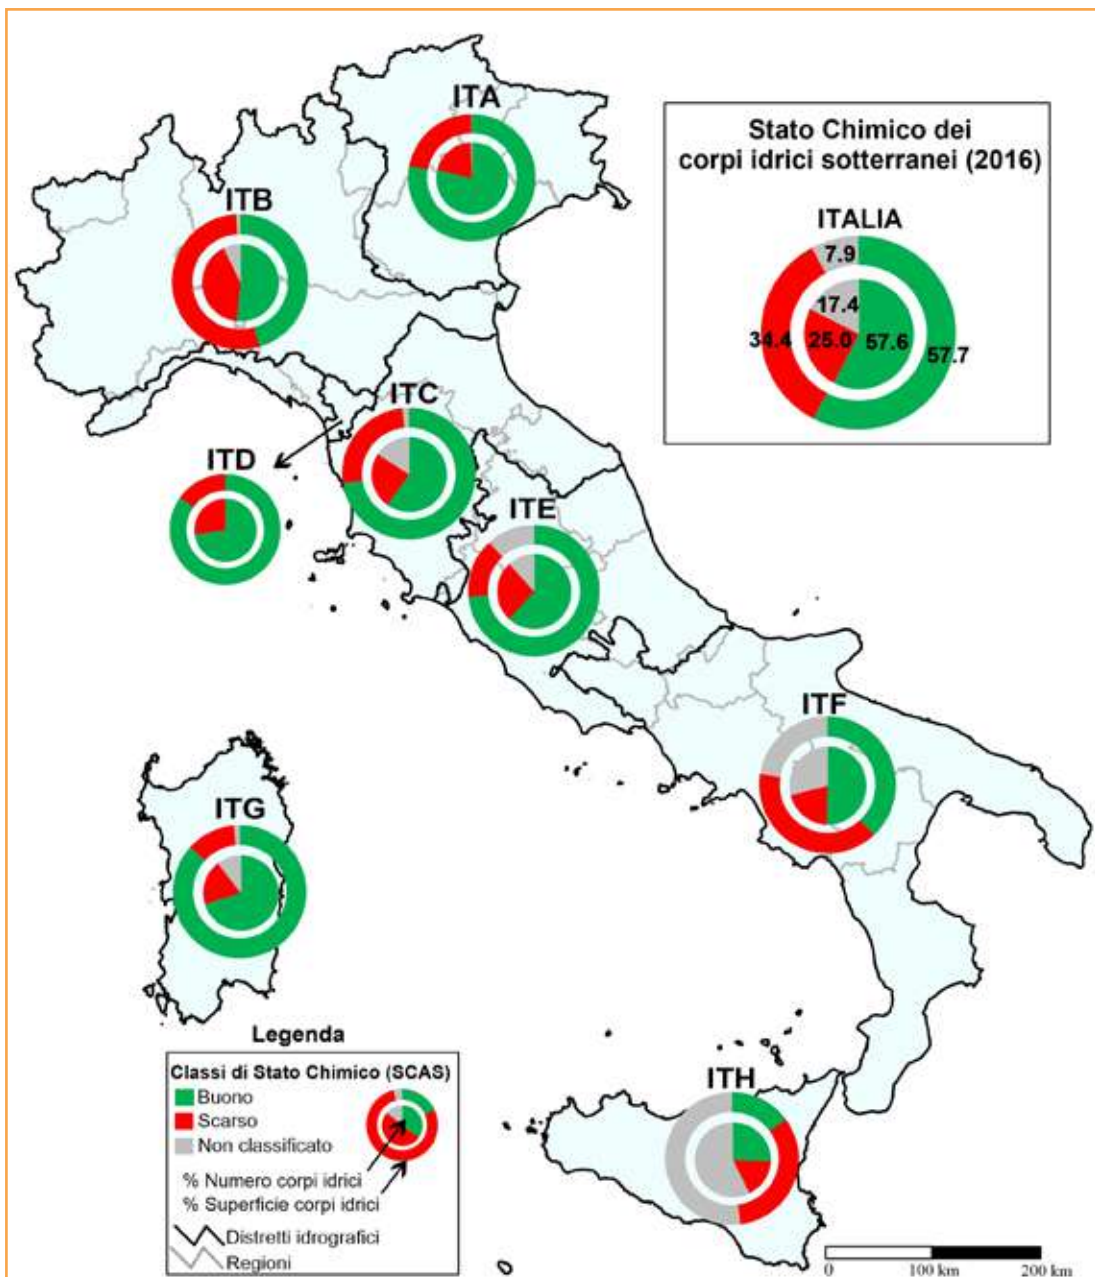 ITA
Stato Chimico dei
corpi idrici sotterranei (2016)
ITALIA
7.9
17.4
34.4
25.0
57.6
57.7
ITB
ITC
ITD
ITE
ITF
ITG
ITH
Legenda
Classi di Stato Chimico (SCAS)
Buono
Scarso
Non classificato
% Numero corpi idrici
% Superficie corpi idrici
Distretti idrografici
Regioni
0 100 km 200 km